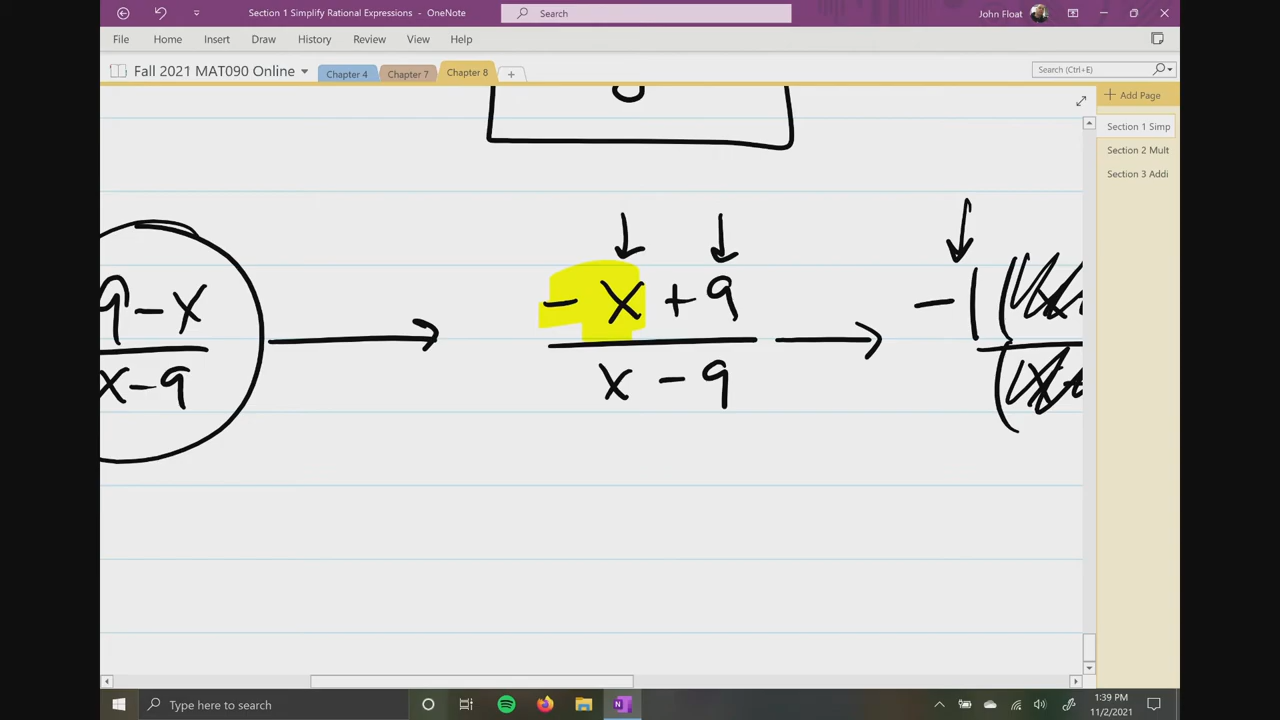 Section 1 Simplify Rational Expressions - OneNote
Search
John Float
File Home Insert Draw History Review View Help
Fall 2021 MAT090 Online
Chapter 4 Chapter 7 Chapter 8 +
Search (Ctrl+E)
+ Add Page
Section 1 Simp
Section 2 Mult
Section 3 Addi
9 - x
x - 9
- x + 9
x - 9
-1(
(
Type here to search
1:39 PM
11/2/2021